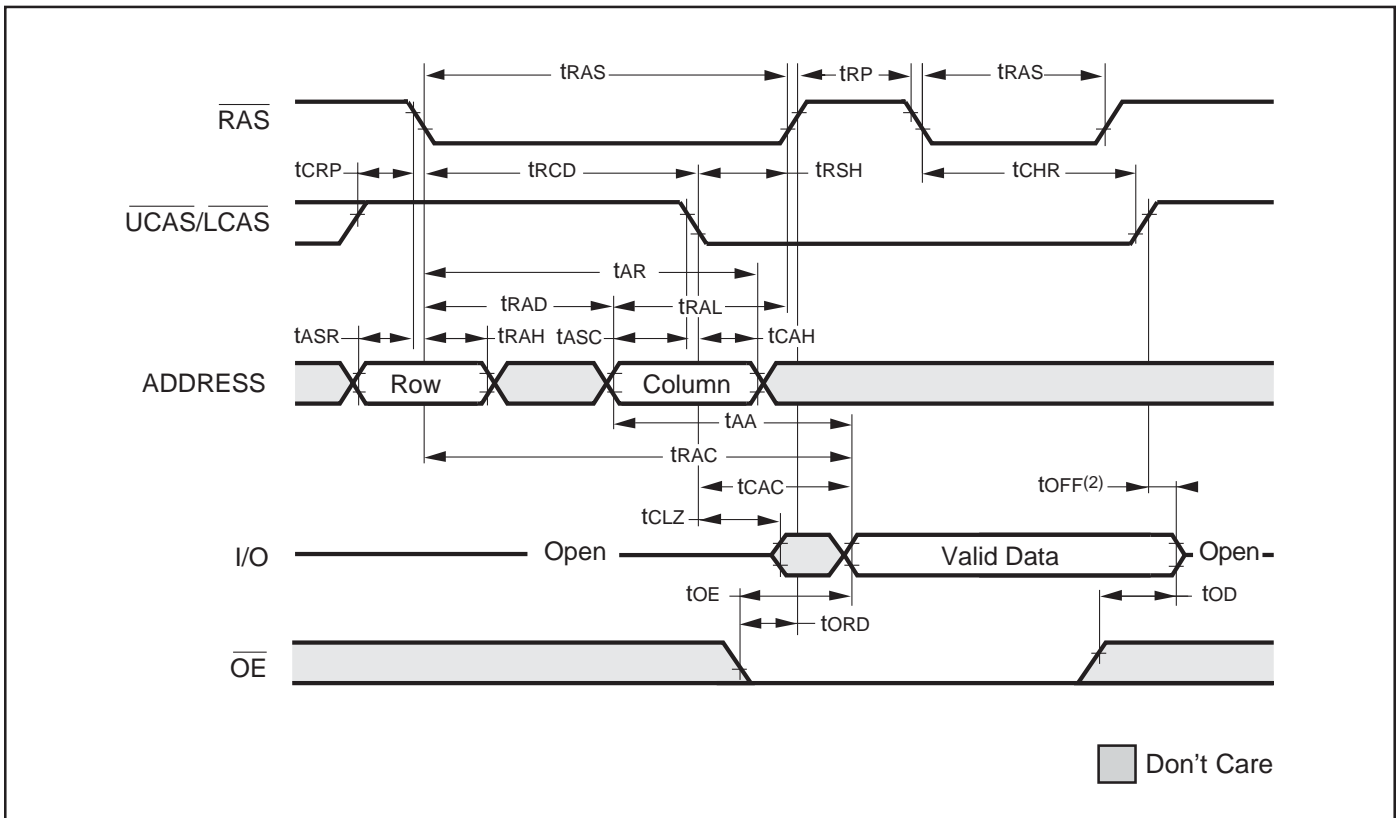 tRAS tRP tRAS
RAS
tCRP tRCD tRSH tCHR
UCAS/LCAS
tAR
tRAD tRAL
tASR tRAH tASC tCAH
ADDRESS Row Column
tAA
tRAC
tCAC tOFF(2)
tCLZ
I/O Open Valid Data Open
tOE tOD
tORD
OE
Don't Care